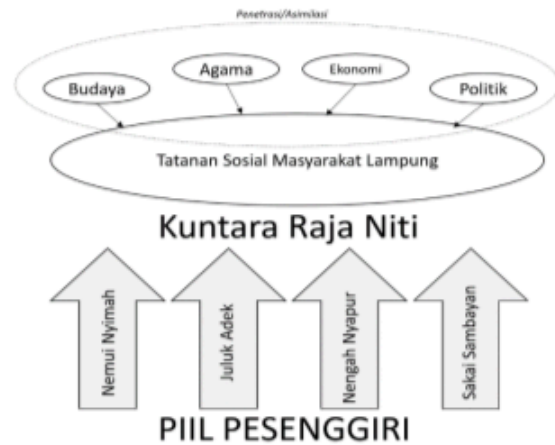 Penetrasi/Asimilasi
Budaya
Agama
Ekonomi
Politik
Tatanan Sosial Masyarakat Lampung
Kuntara Raja Niti
Nemui Nyimah
Juluk Adek
Nengah Nyapur
Sakai Sambayan
PIIL PESENGGIRI